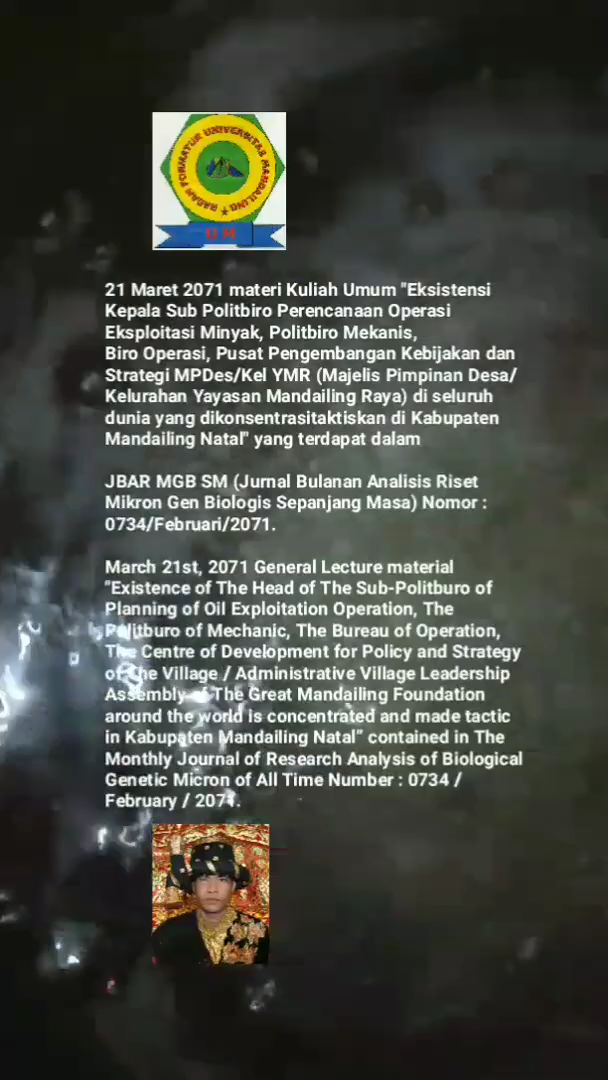 BADAN FORMATUR UNIVERSITAS MANDAILING
U M
21 Maret 2071 materi Kuliah Umum "Eksistensi
Kepala Sub Politbiro Perencanaan Operasi
Eksploitasi Minyak, Politbiro Mekanis,
Biro Operasi, Pusat Pengembangan Kebijakan dan
Strategi MPDes/Kel YMR (Majelis Pimpinan Desa/
Kelurahan Yayasan Mandailing Raya) di seluruh
dunia yang dikonsentrasitaktiskan di Kabupaten
Mandailing Natal" yang terdapat dalam
JBAR MGB SM (Jurnal Bulanan Analisis Riset
Mikron Gen Biologis Sepanjang Masa) Nomor :
0734/Februari/2071.
March 21st, 2071 General Lecture material
"Existence of The Head of The Sub-Politburo of
Planning of Oil Exploitation Operation, The
Politburo of Mechanic, The Bureau of Operation,
The Centre of Development for Policy and Strategy
of The Village / Administrative Village Leadership
Assembly of The Great Mandailing Foundation
around the world is concentrated and made tactic
in Kabupaten Mandailing Natal" contained in The
Monthly Journal of Research Analysis of Biological
Genetic Micron of All Time Number : 0734 /
February / 2071.